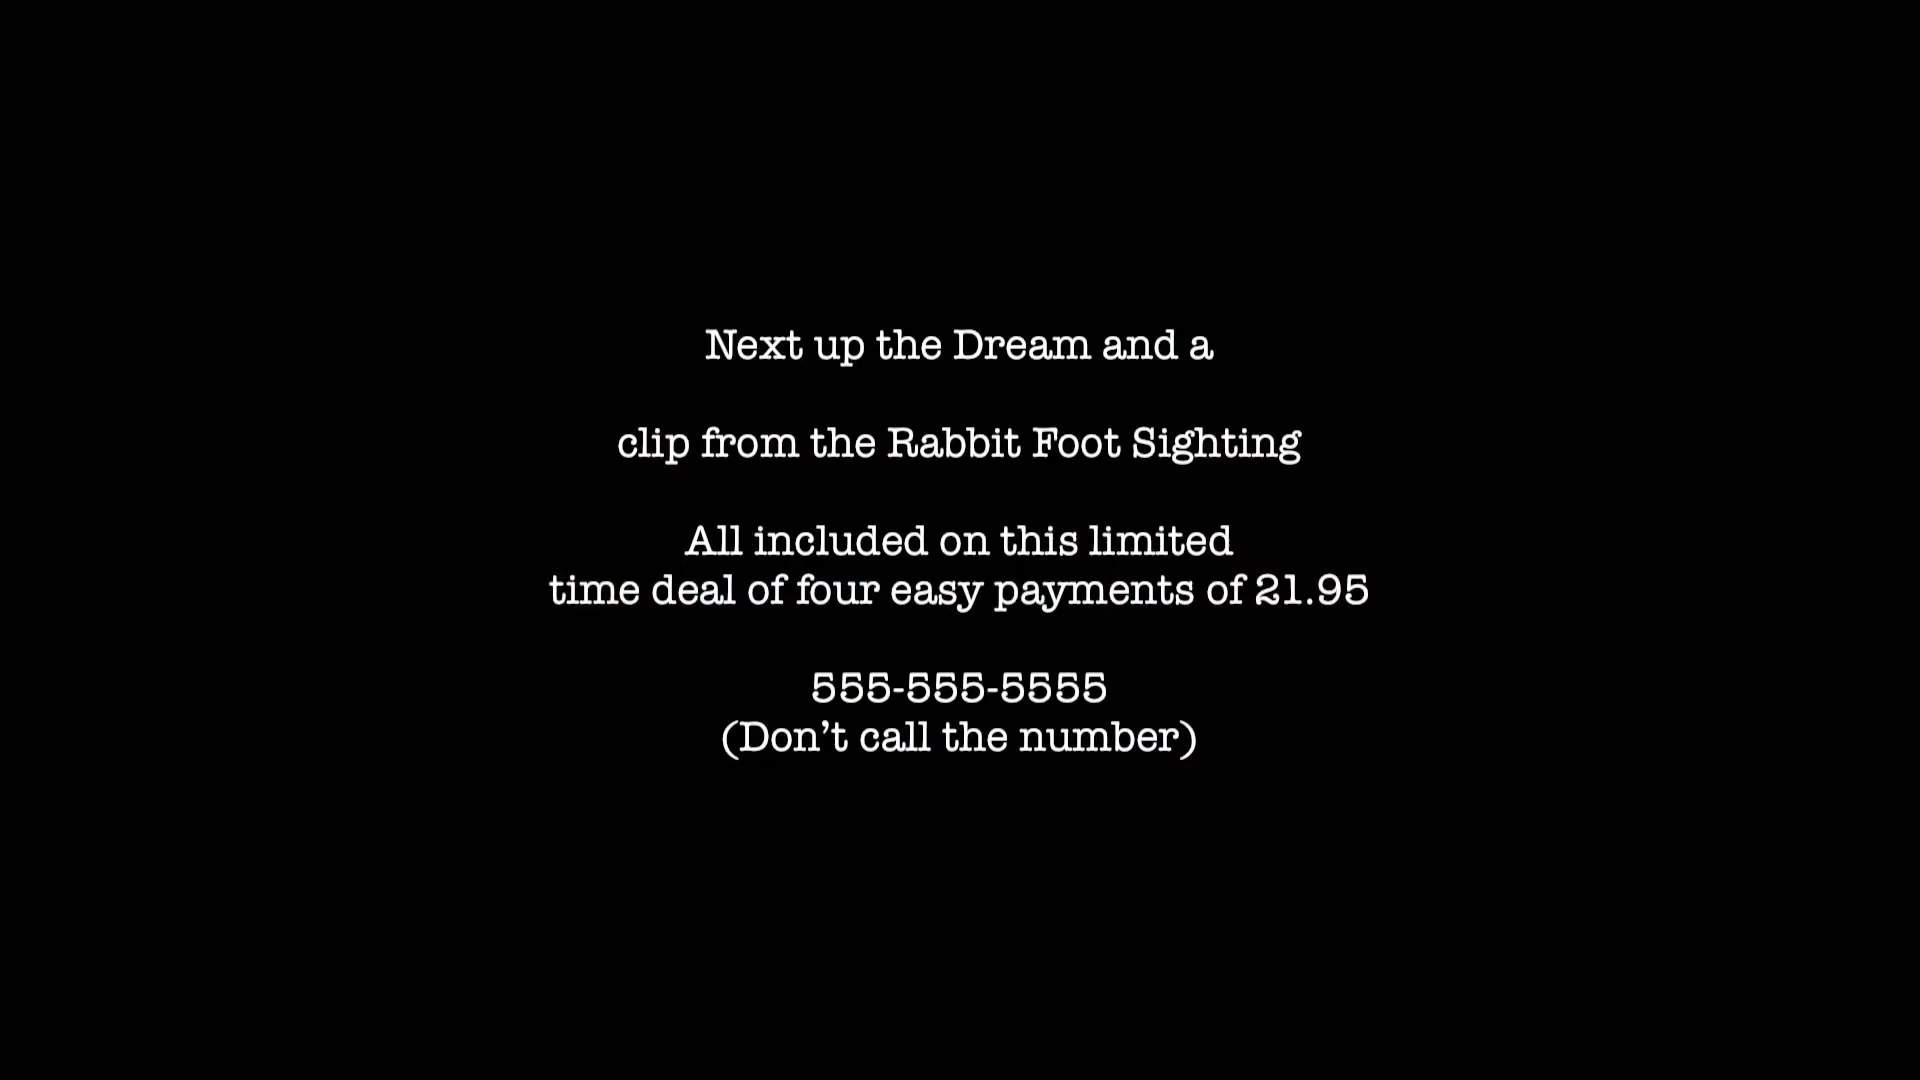 Next up the Dream and a
clip from the Rabbit Foot Sighting
All included on this limited
time deal of four easy payments of 21.95
555-555-5555
(Don’t call the number)